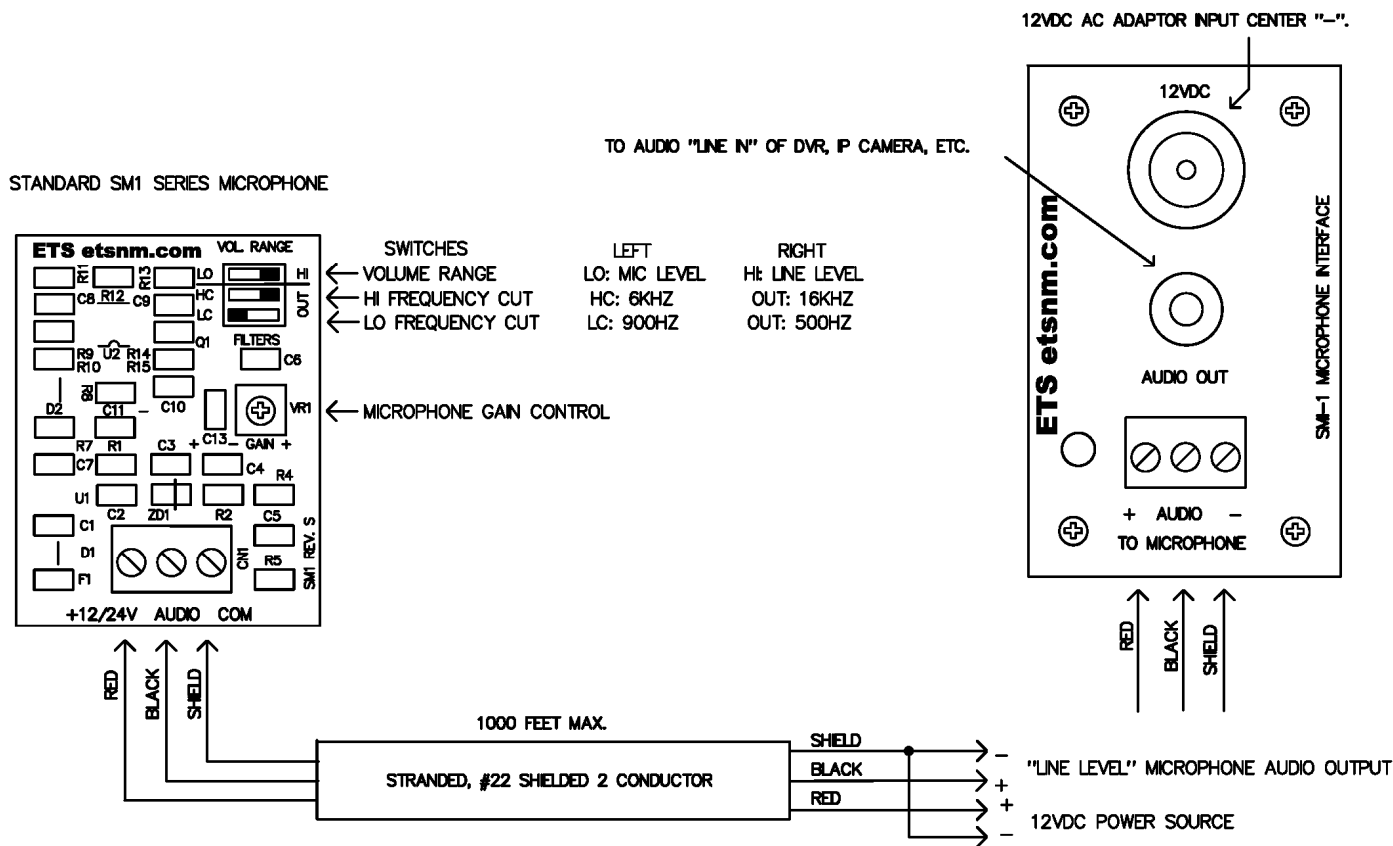 12VDC AC ADAPTOR INPUT CENTER "-".
TO AUDIO "LINE IN" OF DVR, IP CAMERA, ETC.
STANDARD SM1 SERIES MICROPHONE
ETS etsnm.com
VOL. RANGE
R11
R12
R13
LO
HI
C8
C9
HC
OUT
LC
Q1
FILTERS
R9
R10
U2
R14
R15
C6
R8
D2
C11
-
C10
VR1
C13
- GAIN +
R7
R1
C3
+
C7
C4
R4
U1
C2
ZD1
R2
C5
C1
D1
CN1
R5
F1
SM1 REV. S
+12/24V AUDIO COM
SWITCHES LEFT RIGHT
VOLUME RANGE LO: MIC LEVEL HI: LINE LEVEL
HI FREQUENCY CUT HC: 6KHZ OUT: 16KHZ
LO FREQUENCY CUT LC: 900HZ OUT: 500HZ
MICROPHONE GAIN CONTROL
12VDC
ETS etsnm.com
SMI-1 MICROPHONE INTERFACE
AUDIO OUT
+ AUDIO -
TO MICROPHONE
RED
BLACK
SHIELD
RED
BLACK
SHIELD
1000 FEET MAX.
STRANDED, #22 SHIELDED 2 CONDUCTOR
SHIELD
BLACK
RED
-
+
"LINE LEVEL" MICROPHONE AUDIO OUTPUT
+
-
12VDC POWER SOURCE